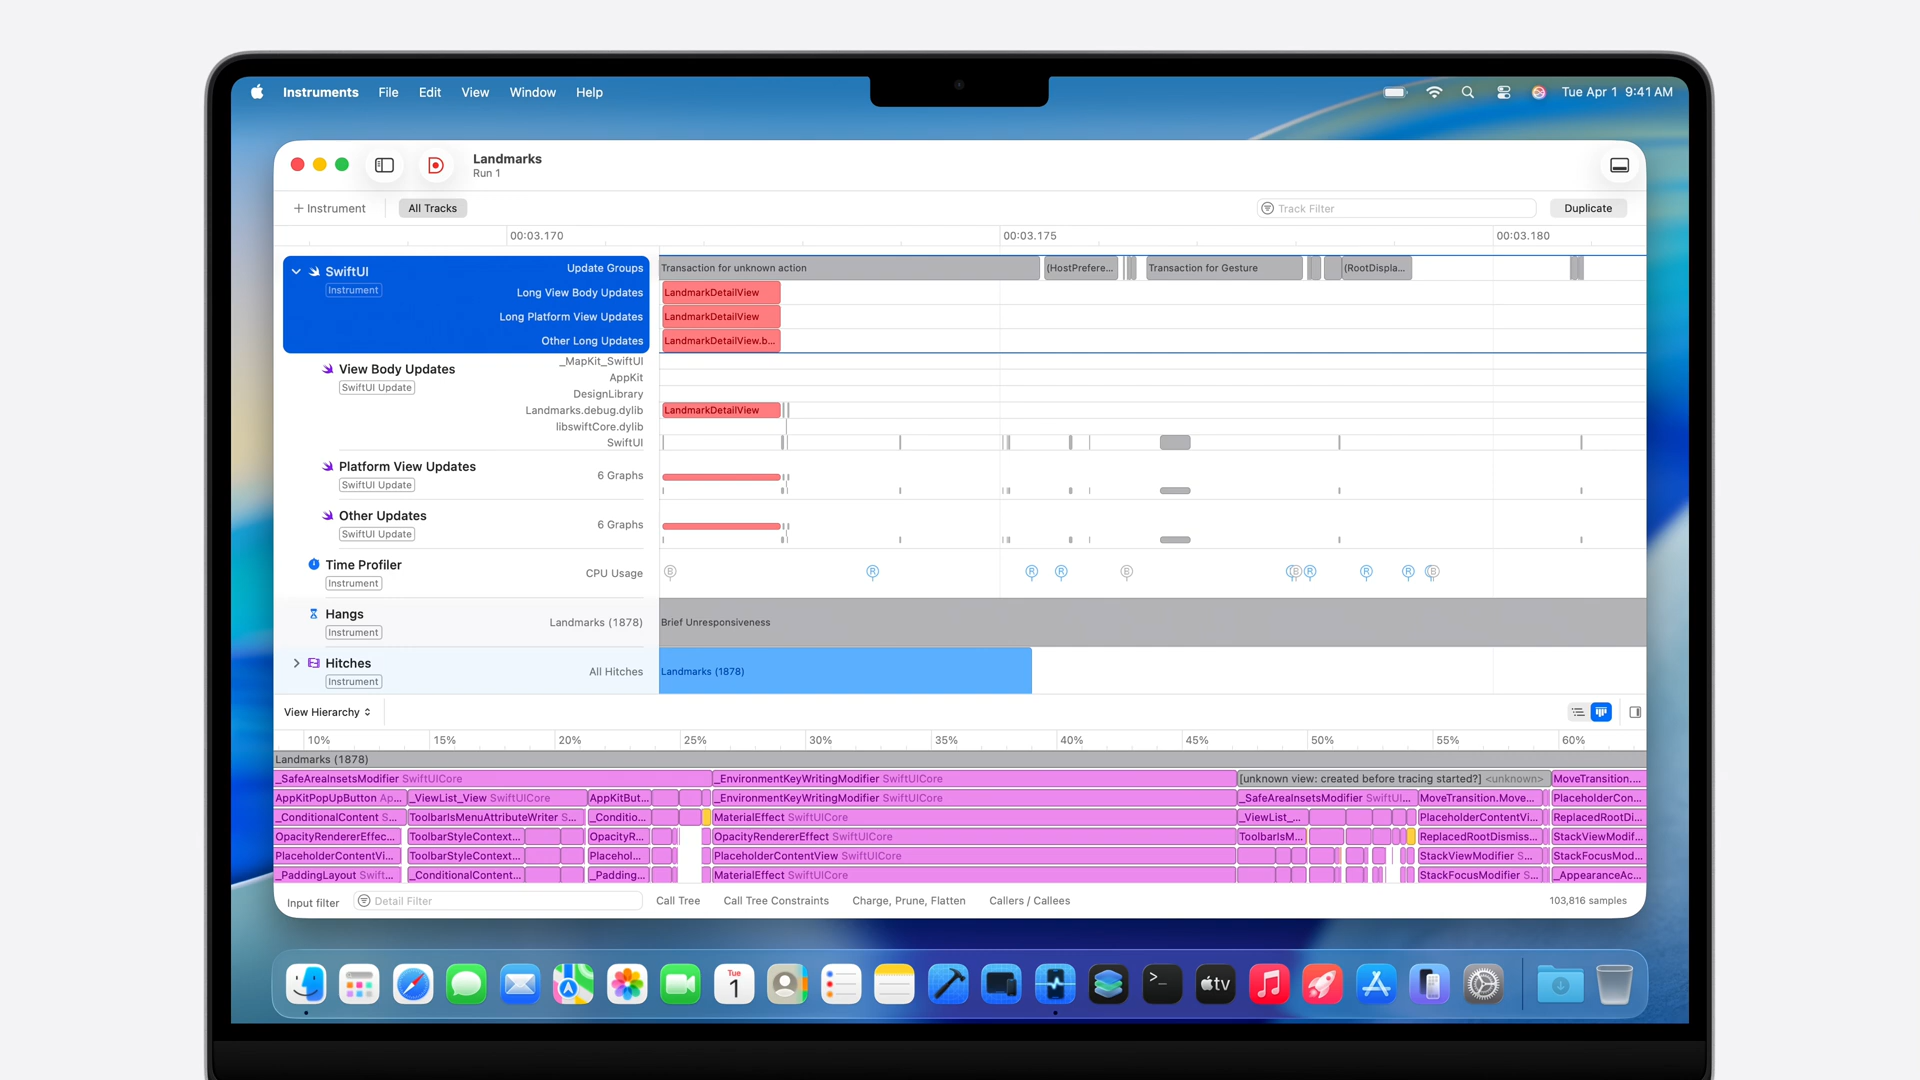 Instruments File Edit View Window Help
Tue Apr 1 9:41 AM
Landmarks
Run 1
+ Instrument
All Tracks
Track Filter
Duplicate
00:03.170 00:03.175 00:03.180
SwiftUI
Instrument
Update Groups
Transaction for unknown action (HostPrefere... Transaction for Gesture (RootDispla...
Long View Body Updates
LandmarkDetailView
Long Platform View Updates
LandmarkDetailView
Other Long Updates
LandmarkDetailView.b...
View Body Updates
SwiftUI Update
_MapKit_SwiftUI
AppKit
DesignLibrary
Landmarks.debug.dylib
LandmarkDetailView
libswiftCore.dylib
SwiftUI
Platform View Updates
SwiftUI Update
6 Graphs
Other Updates
SwiftUI Update
6 Graphs
Time Profiler
Instrument
CPU Usage
B R R R B B R R R B
Hangs
Instrument
Landmarks (1878)
Brief Unresponsiveness
Hitches
Instrument
All Hitches
Landmarks (1878)
View Hierarchy
10% 15% 20% 25% 30% 35% 40% 45% 50% 55% 60%
Landmarks (1878)
_SafeAreaInsetsModifier SwiftUICore _EnvironmentKeyWritingModifier SwiftUICore [unknown view: created before tracing started?] <unknown> MoveTransition....
AppKitPopUpButton Ap... _ViewList_View SwiftUICore AppKitBut... _EnvironmentKeyWritingModifier SwiftUICore _SafeAreaInsetsModifier SwiftUI... MoveTransition.Move... PlaceholderCon...
_ConditionalContent S... ToolbarIsMenuAttributeWriter S... _Conditio... MaterialEffect SwiftUICore _ViewList_... PlaceholderContentVi... ReplacedRootDi...
OpacityRendererEffec... ToolbarStyleContext... OpacityR... OpacityRendererEffect SwiftUICore ToolbarIsM... ReplacedRootDismiss... StackViewModif...
PlaceholderContentVi... ToolbarStyleContext... Placehol... PlaceholderContentView SwiftUICore StackViewModifier S... StackFocusMod...
_PaddingLayout Swift... _ConditionalContent... _Padding... MaterialEffect SwiftUICore StackFocusModifier S... _AppearanceAc...
Input filter
Detail Filter
Call Tree
Call Tree Constraints
Charge, Prune, Flatten
Callers / Callees
103,816 samples
Tue
1
tv